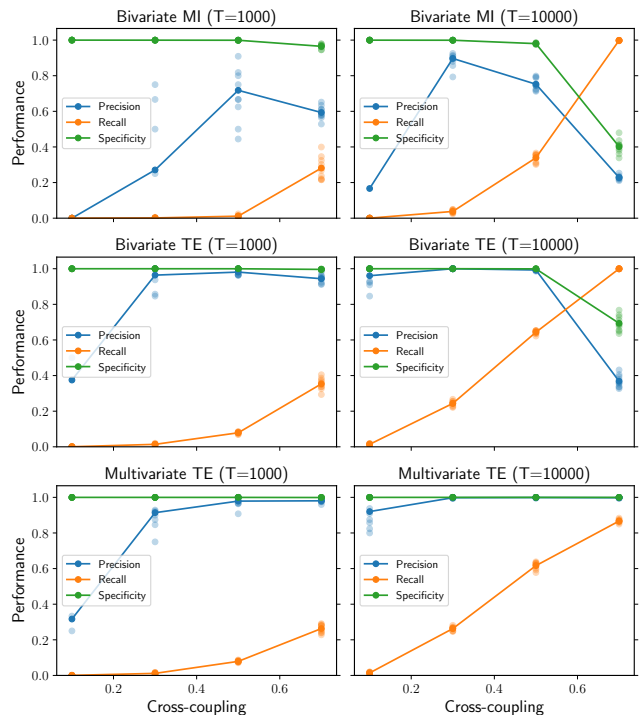 Bivariate MI (T=1000)
Bivariate MI (T=10000)
Performance
1.0
0.8
0.6
0.4
0.2
0.0
Precision
Recall
Specificity
Precision
Recall
Specificity
Bivariate TE (T=1000)
Bivariate TE (T=10000)
Performance
1.0
0.8
0.6
0.4
0.2
0.0
Precision
Recall
Specificity
Precision
Recall
Specificity
Multivariate TE (T=1000)
Multivariate TE (T=10000)
Performance
1.0
0.8
0.6
0.4
0.2
0.0
Precision
Recall
Specificity
Precision
Recall
Specificity
0.2
0.4
0.6
0.2
0.4
0.6
Cross-coupling
Cross-coupling